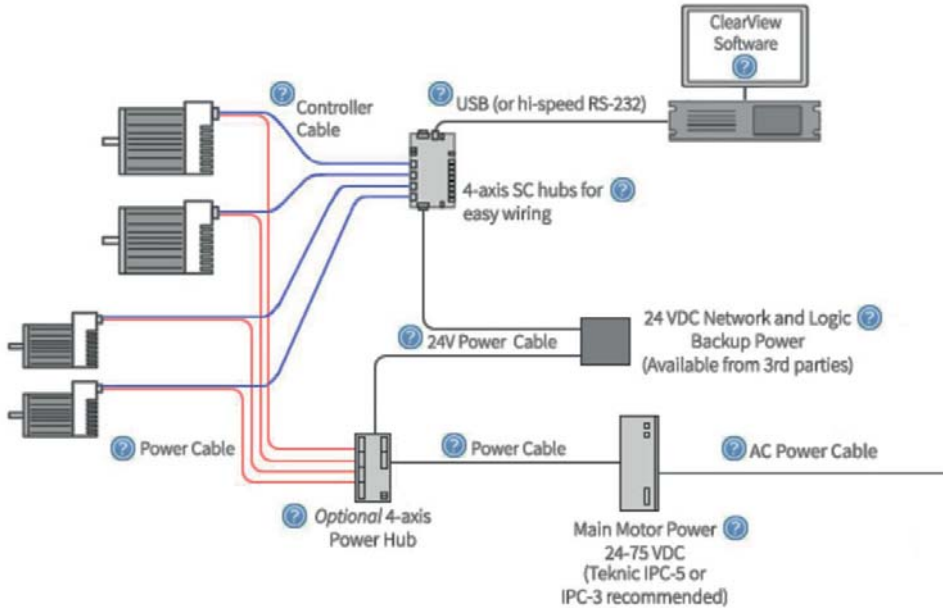 ClearView
Software
?
? Controller
Cable
? USB (or hi-speed RS-232)
4-axis SC hubs for ?
easy wiring
? 24V Power Cable
24 VDC Network and Logic ?
Backup Power
(Available from 3rd parties)
? Power Cable
? Power Cable
? AC Power Cable
? Optional 4-axis
Power Hub
Main Motor Power ?
24-75 VDC
(Teknic IPC-5 or
IPC-3 recommended)